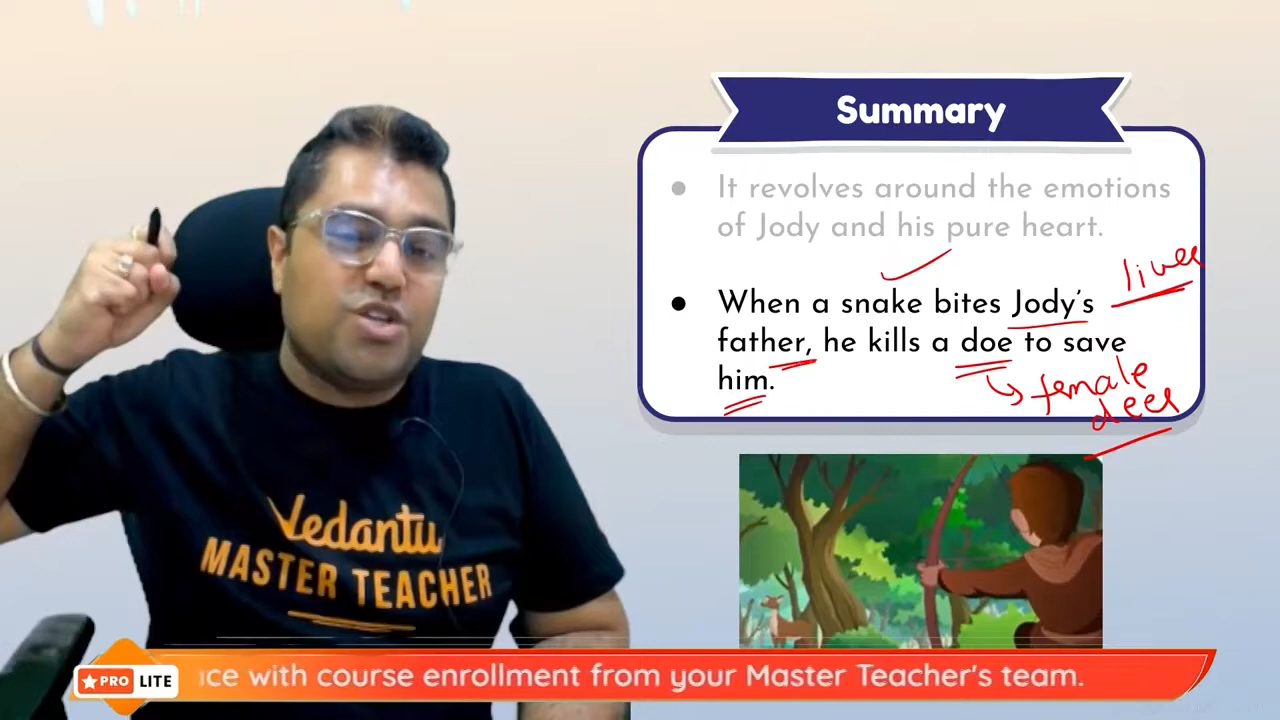 Summary
It revolves around the emotions
of Jody and his pure heart.
liver
When a snake bites Jody's
father, he kills a doe to save
him.
female
deer
Vedantu
MASTER TEACHER
PRO LITE
ce with course enrollment from your Master Teacher's team.